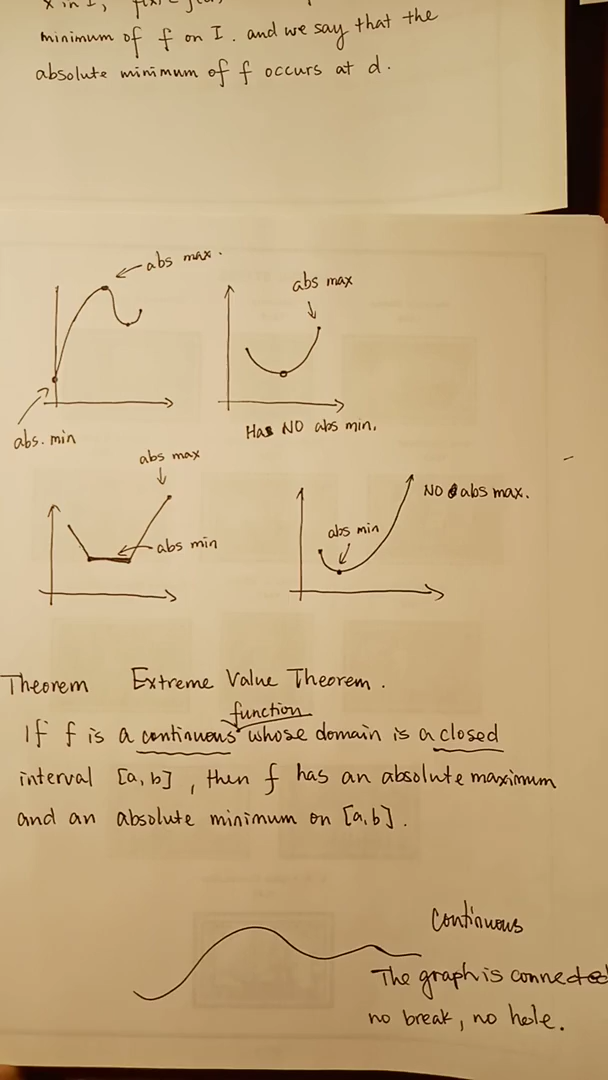 x in I,
minimum of f on I. and we say that the
absolute minimum of f occurs at d.
abs max.
abs. min
abs max
Has NO abs min.
abs max
abs min
NO abs max.
abs min
Theorem Extreme Value Theorem.
function
If f is a continuous whose domain is a closed
interval [a,b], then f has an absolute maximum
and an absolute minimum on [a,b].
Continuous
The graph is connected
no break, no hole.